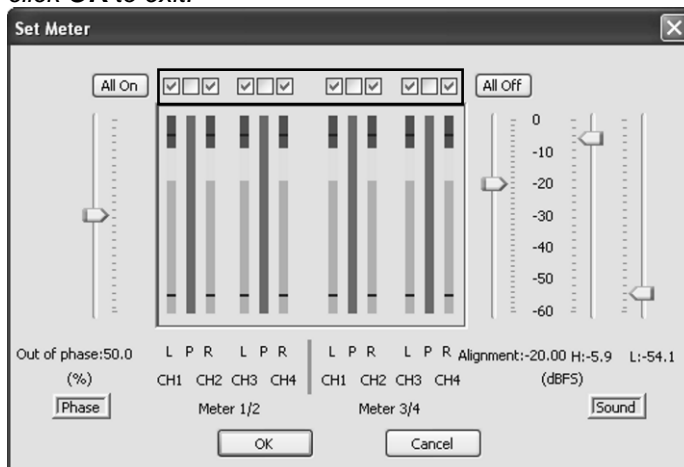 click OK to exit.
Set Meter
All On
All Off
0
-10
-20
-30
-40
-50
-60
Out of phase:50.0
(%)
L P R L P R L P R L P R
CH1 CH2 CH3 CH4 CH1 CH2 CH3 CH4
Alignment:-20.00 H:-5.9 L:-54.1
(dBFS)
Phase
Meter 1/2
Meter 3/4
Sound
OK
Cancel